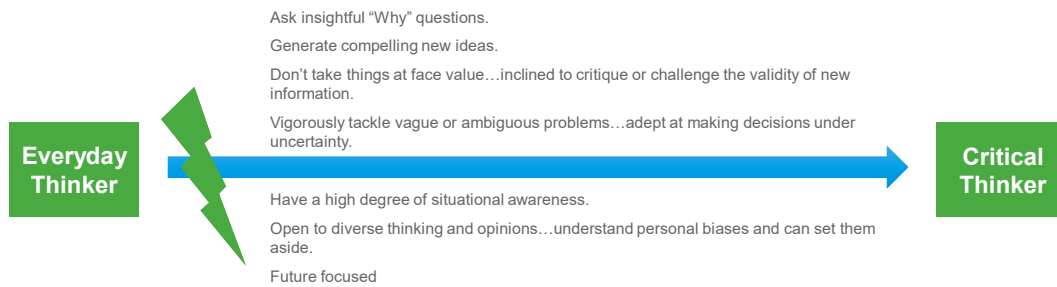 Ask insightful “Why” questions.
Generate compelling new ideas.
Don’t take things at face value…inclined to critique or challenge the validity of new
information.
Vigorously tackle vague or ambiguous problems…adept at making decisions under
uncertainty.
Everyday
Thinker
Critical
Thinker
Have a high degree of situational awareness.
Open to diverse thinking and opinions…understand personal biases and can set them
aside.
Future focused